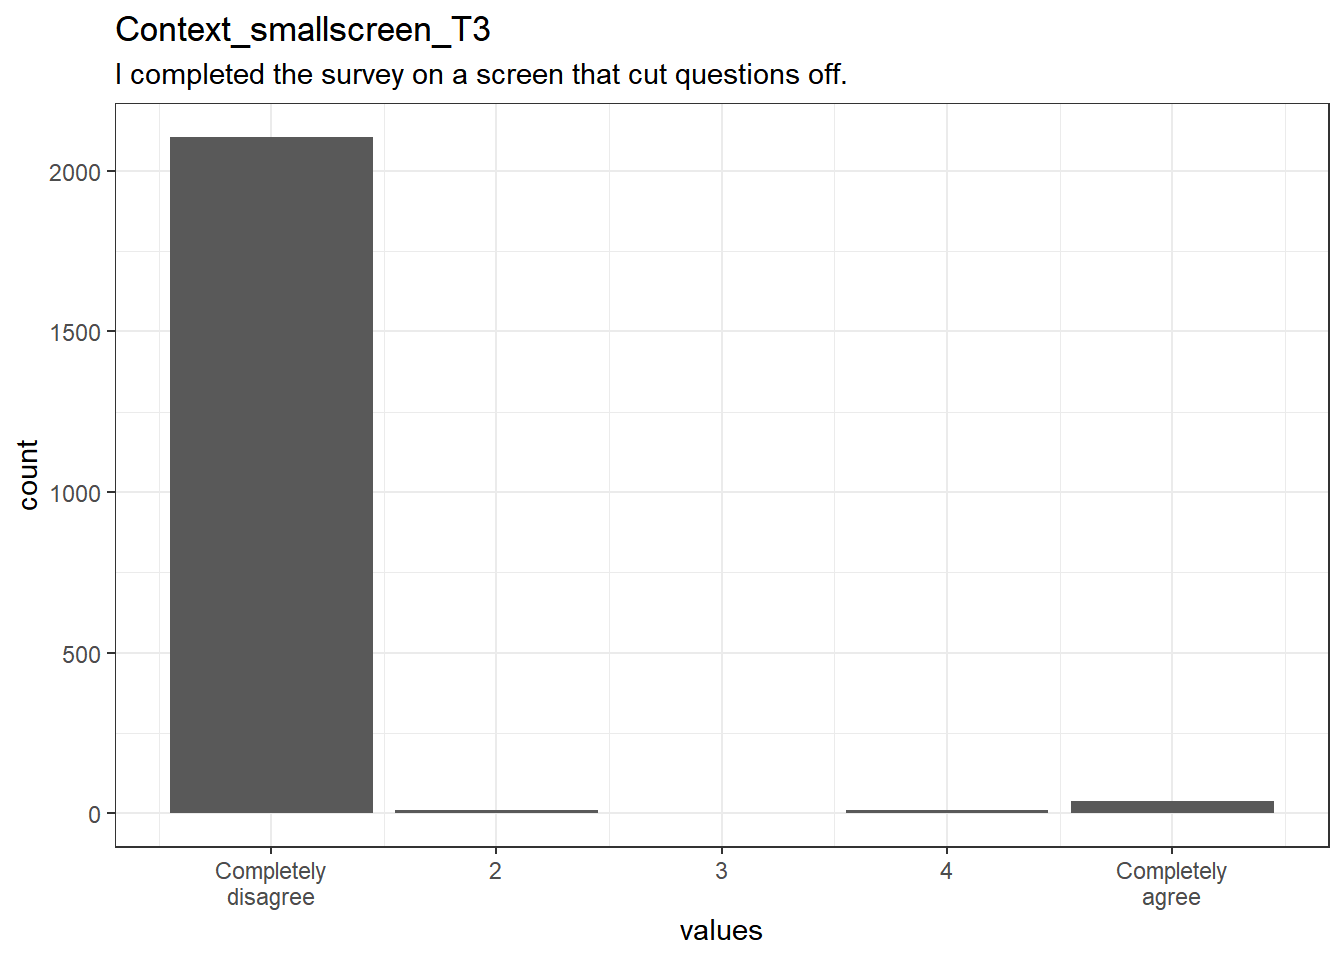 Context_smallscreen_T3
I completed the survey on a screen that cut questions off.
2000
1500
1000
500
0
count
Completely
disagree
2
3
4
Completely
agree
values